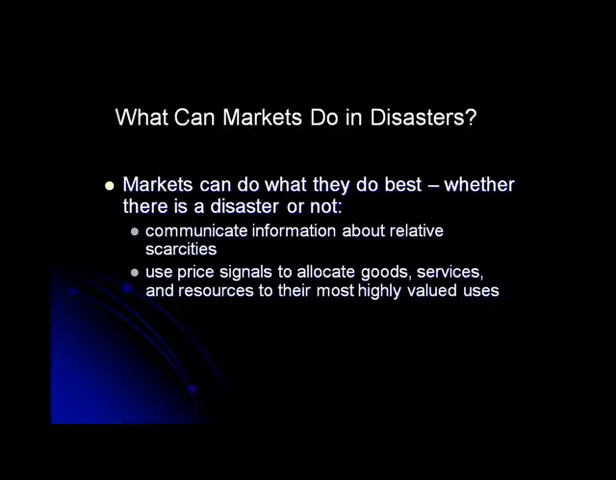 What Can Markets Do in Disasters?
Markets can do what they do best – whether
there is a disaster or not:
communicate information about relative
scarcities
use price signals to allocate goods, services,
and resources to their most highly valued uses